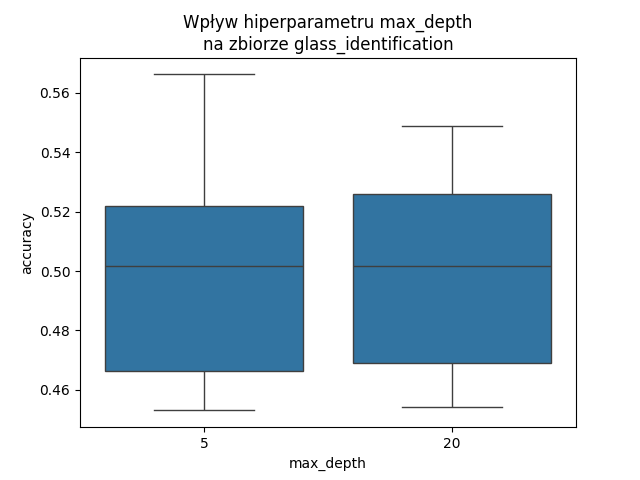 Wpływ hiperparametru max_depth
na zbiorze glass_identification
accuracy
0.56
0.54
0.52
0.50
0.48
0.46
5
20
max_depth